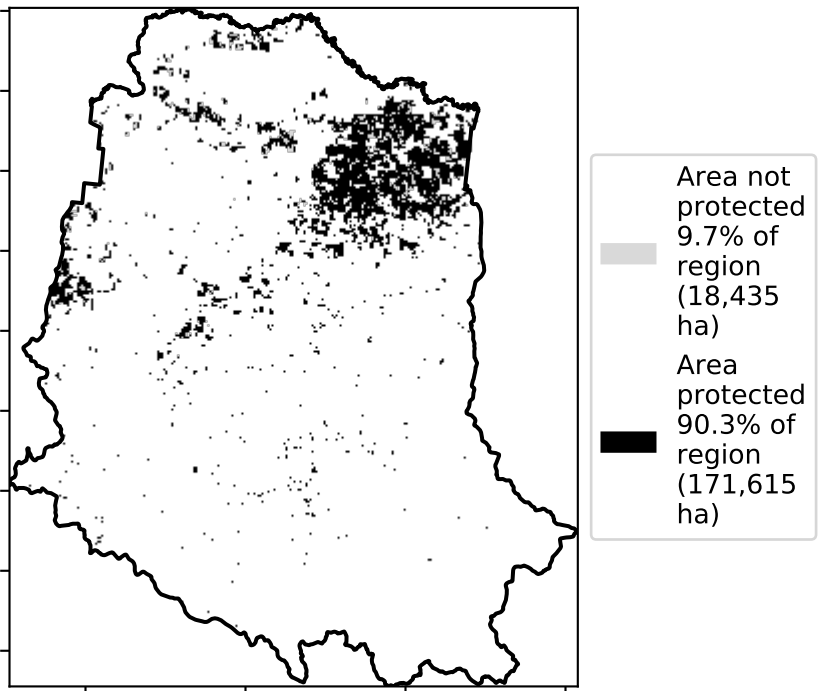 Area not
protected
9.7% of
region
(18,435
ha)
Area
protected
90.3% of
region
(171,615
ha)